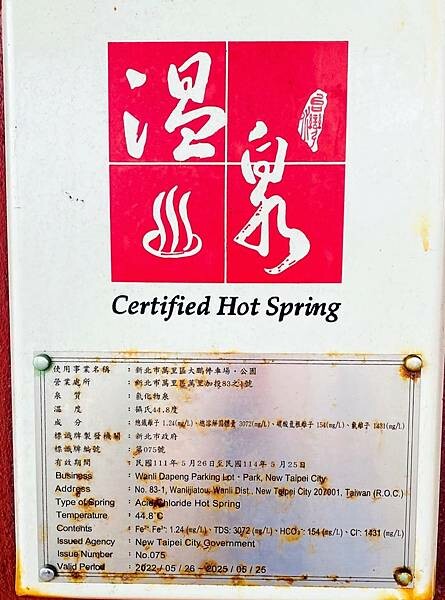 溫泉
台灣
Certified Hot Spring
使用事業名稱 : 新北市萬里區大鵬停車場・公園
營業處所 : 新北市萬里區萬里加投83之1號
泉質 : 氯化物泉
溫度 : 攝氏44.8度
成分 : 總鐵離子 1.24(mg/L)、總溶解固體量 3072(mg/L)、碳酸氫根離子 154(mg/L)、氯離子 1431(mg/L)
標識牌製發機關 : 新北市政府
標識牌編號 : 第075號
有效期間 : 民國111年5月26日至民國114年5月25日
Business : Wanli Dapeng Parking Lot、Park, New Taipei City
Address : No. 83-1, Wanlijiatou, Wanli Dist., New Taipei City 207001, Taiwan (R.O.C.)
Type of Spring : Acid Chloride Hot Spring
Temperature : 44.8°C
Contents : Fe²⁺ Fe³⁺: 1.24 (mg/L)、TDS: 3072 (mg/L)、HCO₃⁻: 154 (mg/L)、Cl⁻: 1431 (mg/L)
Issued Agency : New Taipei City Government
Issue Number : No.075
Valid Period : 2022 / 05 / 26 ~ 2025 / 05 / 25